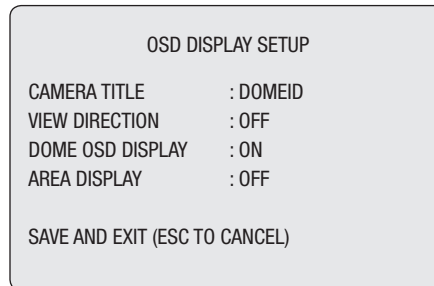 OSD DISPLAY SETUP
CAMERA TITLE : DOMEID
VIEW DIRECTION : OFF
DOME OSD DISPLAY : ON
AREA DISPLAY : OFF
SAVE AND EXIT (ESC TO CANCEL)